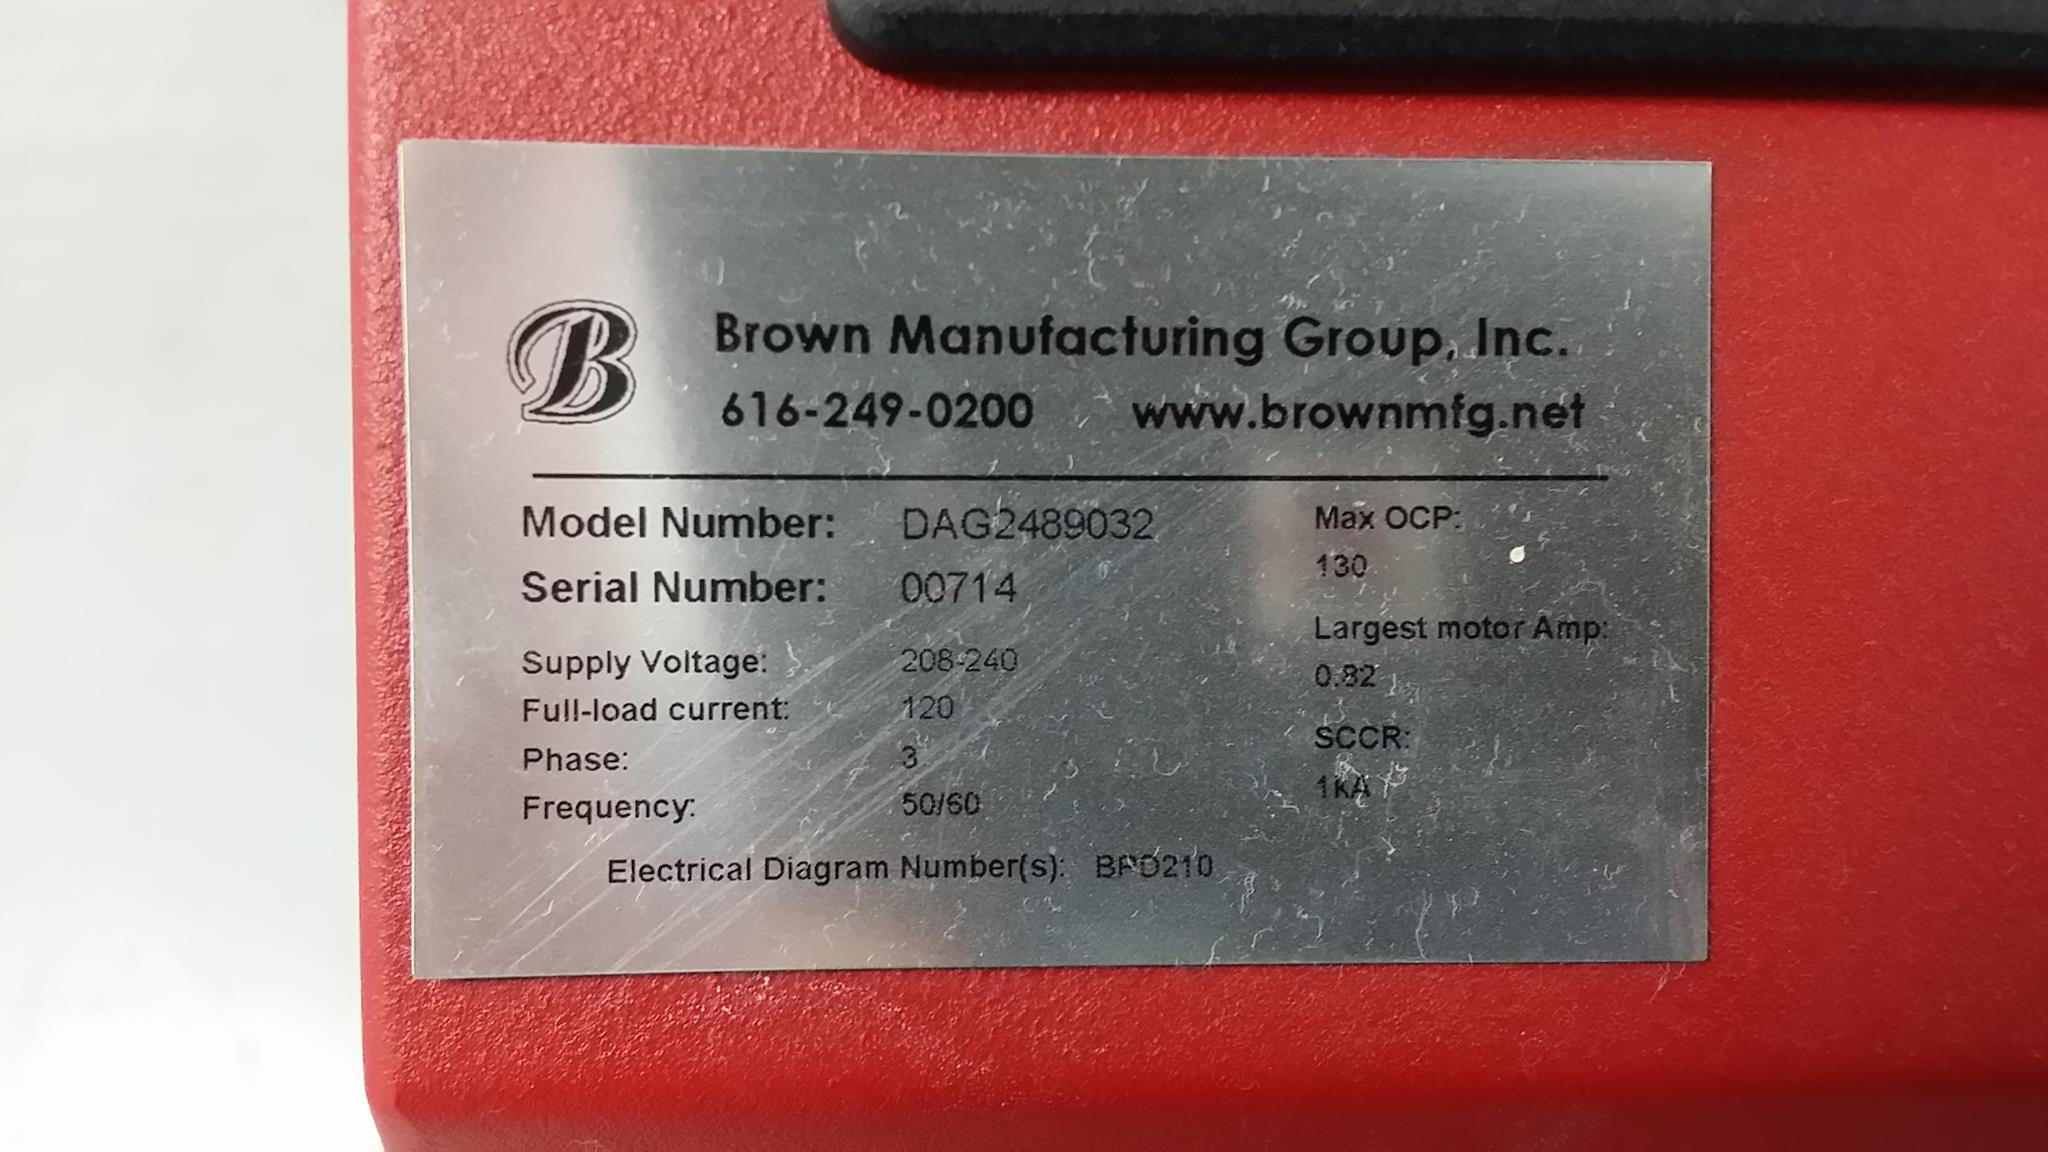 B
Brown Manufacturing Group, Inc.
616-249-0200 www.brownmfg.net
Model Number: DAG2489032
Serial Number: 00714
Supply Voltage: 208-240
Full-load current: 120
Phase: 3
Frequency: 50/60
Max OCP:
130
Largest motor Amp:
0.82
SCCR:
1kA
Electrical Diagram Number(s): BPD210